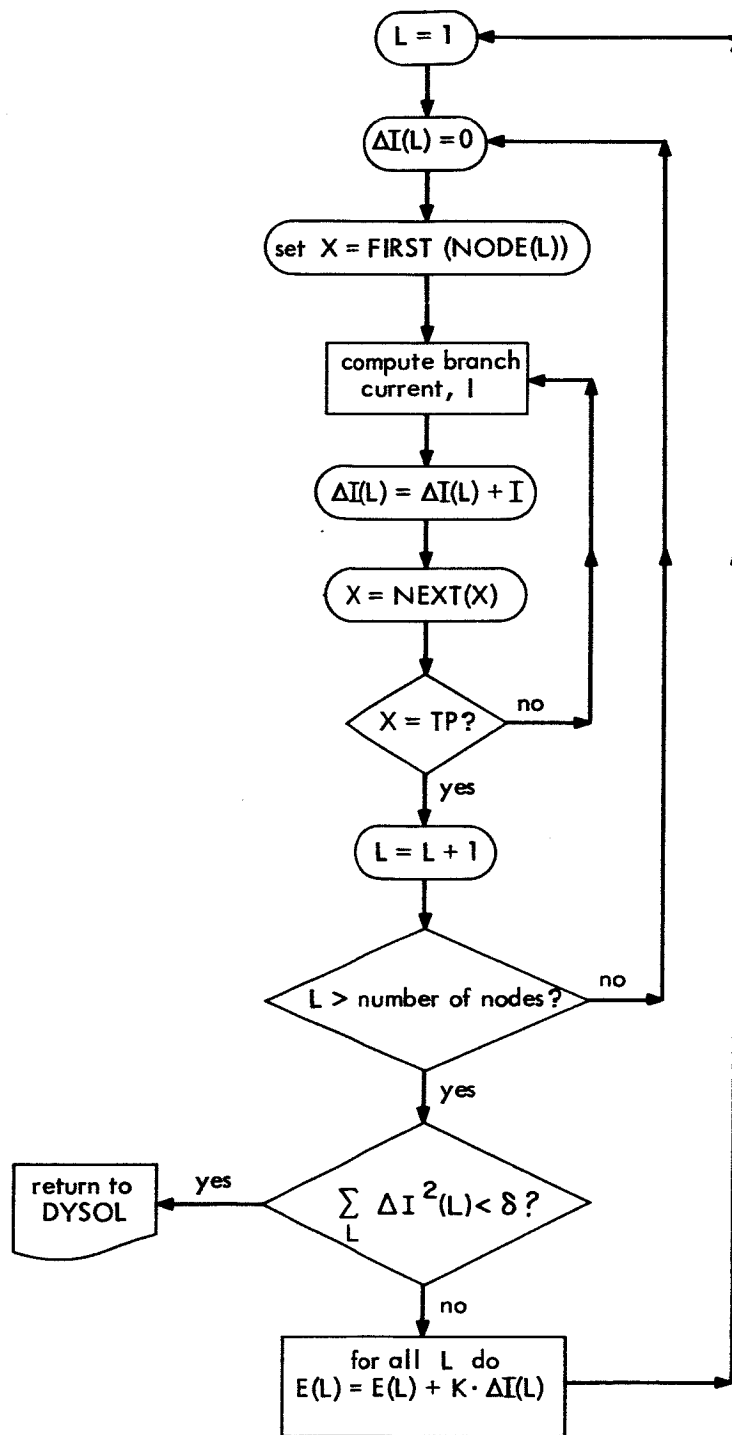 L = 1
ΔI(L) = 0
set X = FIRST (NODE(L))
compute branch
current, I
ΔI(L) = ΔI(L) + I
X = NEXT(X)
X = TP?
no
yes
L = L + 1
L > number of nodes?
no
yes
∑ ΔI²(L) < δ?
L
yes
return to
DYSOL
no
for all L do
E(L) = E(L) + K · ΔI(L)